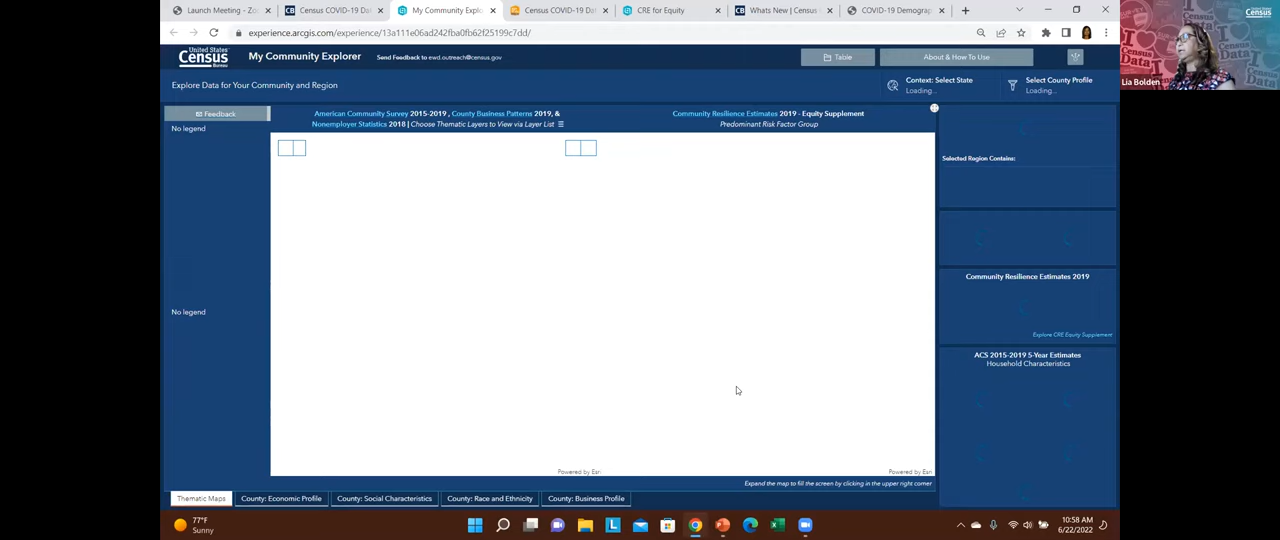 Launch Meeting - Zo
Census COVID-19 Da
My Community Explo
Census COVID-19 Da
CRE for Equity
Whats New | Census
COVID-19 Demograp
experience.arcgis.com/experience/13a111e06ad242fba0fb62f25199c7dd/
United States
Census
Bureau
My Community Explorer
Send Feedback to ewd.outreach@census.gov
Table
About & How To Use
Explore Data for Your Community and Region
Context: Select State
Loading...
Select County Profile
Loading...
Feedback
No legend
American Community Survey 2015-2019 , County Business Patterns 2019, &
Nonemployer Statistics 2018 | Choose Thematic Layers to View via Layer List
Community Resilience Estimates 2019 - Equity Supplement
Predominant Risk Factor Group
Selected Region Contains:
Community Resilience Estimates 2019
No legend
Explore CRE Equity Supplement
ACS 2015-2019 5-Year Estimates
Household Characteristics
Powered by Esri
Powered by Esri
Expand the map to fill the screen by clicking in the upper right corner
Thematic Maps
County: Economic Profile
County: Social Characteristics
County: Race and Ethnicity
County: Business Profile
77°F
Sunny
10:58 AM
6/22/2022
Lia Bolden
I
Census
Data
United States
Census
Bureau